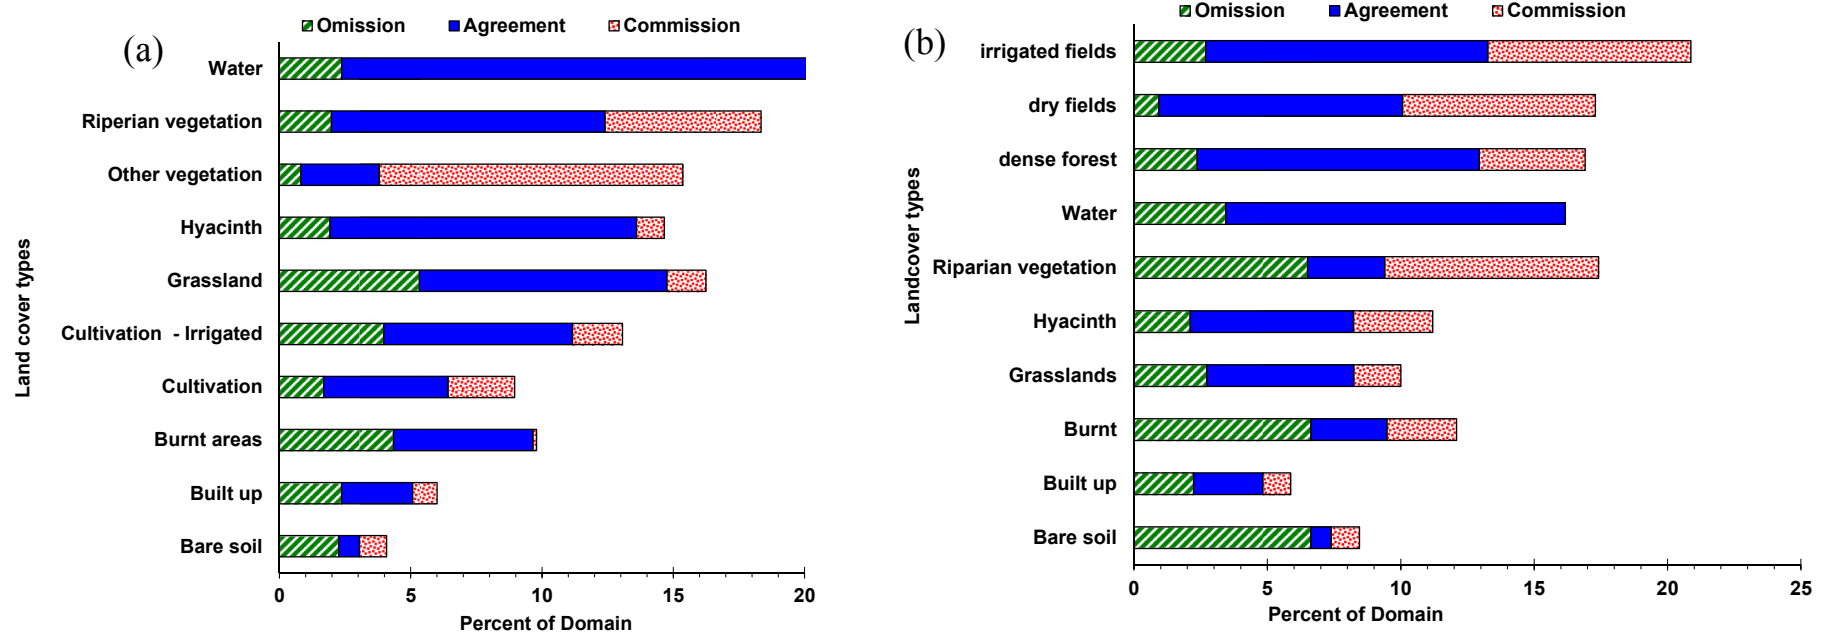 (a)
Omission Agreement Commission
Land cover types
Water
Riperian vegetation
Other vegetation
Hyacinth
Grassland
Cultivation - Irrigated
Cultivation
Burnt areas
Built up
Bare soil
0 5 10 15 20
Percent of Domain
(b)
Omission Agreement Commission
Landcover types
irrigated fields
dry fields
dense forest
Water
Riparian vegetation
Hyacinth
Grasslands
Burnt
Built up
Bare soil
0 5 10 15 20 25
Percent of Domain